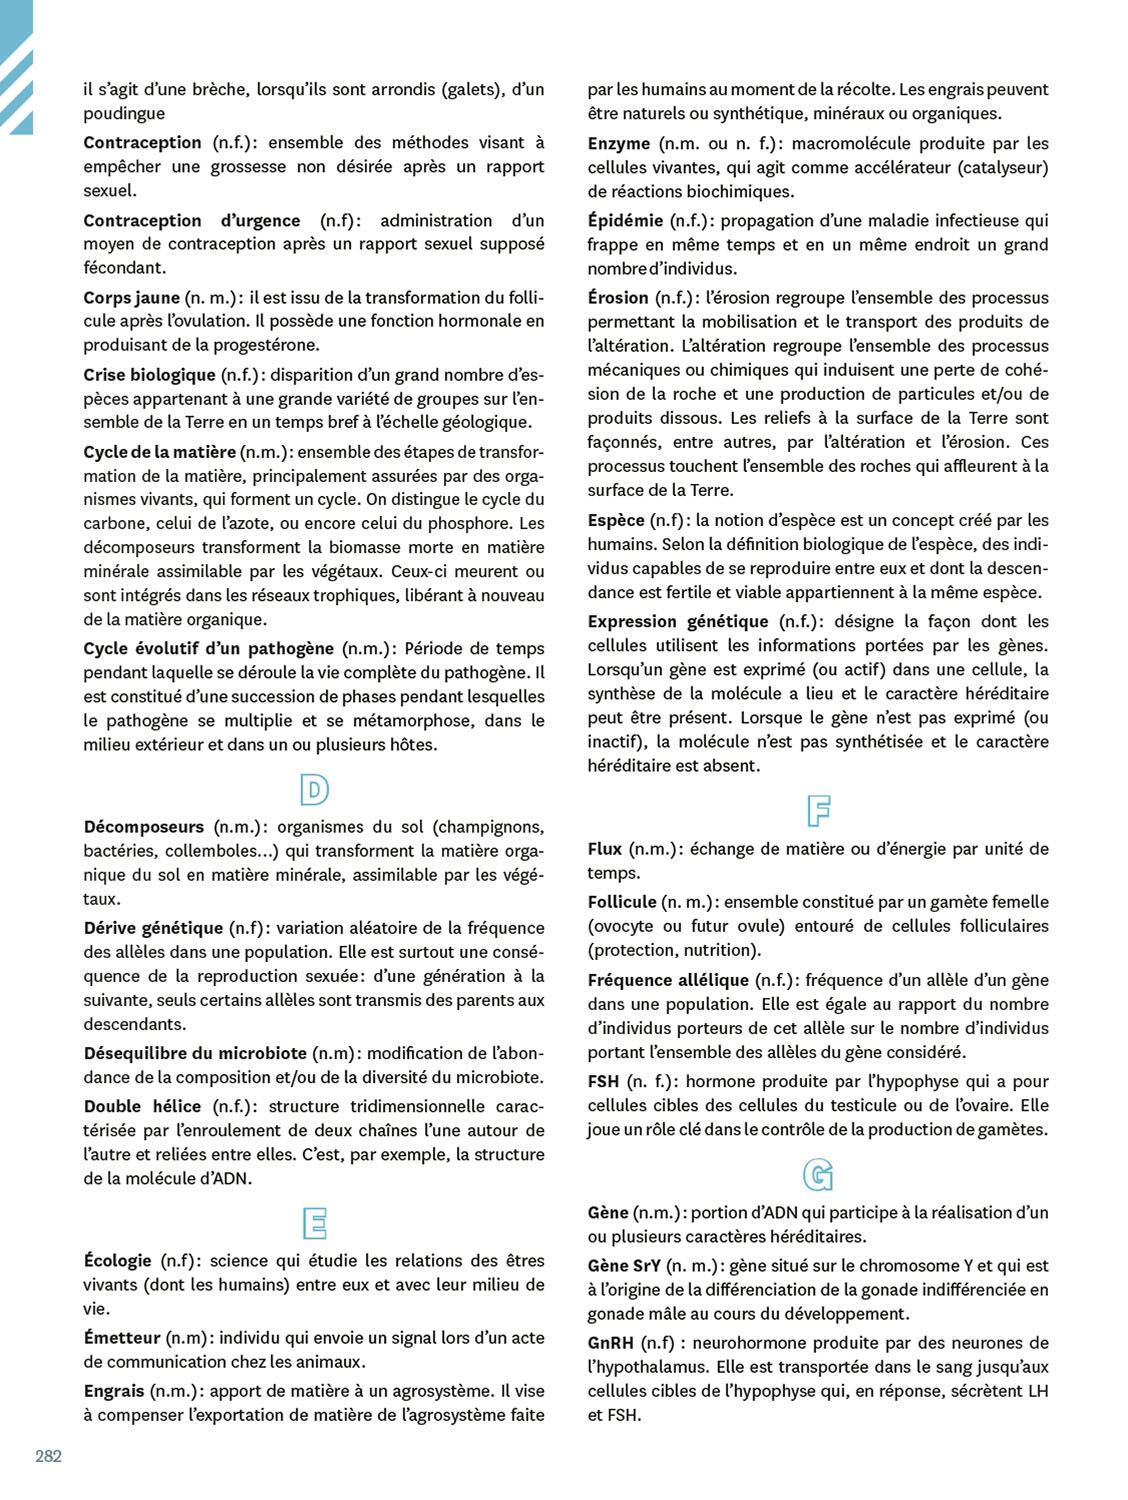 il s’agit d’une brèche, lorsqu’ils sont arrondis (galets), d’un
poudingue
Contraception (n.f.) : ensemble des méthodes visant à
empêcher une grossesse non désirée après un rapport
sexuel.
Contraception d’urgence (n.f) : administration d’un
moyen de contraception après un rapport sexuel supposé
fécondant.
Corps jaune (n. m.) : il est issu de la transformation du folli-
cule après l’ovulation. Il possède une fonction hormonale en
produisant de la progestérone.
Crise biologique (n.f.) : disparition d’un grand nombre d’es-
pèces appartenant à une grande variété de groupes sur l’en-
semble de la Terre en un temps bref à l’échelle géologique.
Cycle de la matière (n.m.) : ensemble des étapes de transfor-
mation de la matière, principalement assurées par des orga-
nismes vivants, qui forment un cycle. On distingue le cycle du
carbone, celui de l’azote, ou encore celui du phosphore. Les
décomposeurs transforment la biomasse morte en matière
minérale assimilable par les végétaux. Ceux-ci meurent ou
sont intégrés dans les réseaux trophiques, libérant à nouveau
de la matière organique.
Cycle évolutif d’un pathogène (n.m.) : Période de temps
pendant laquelle se déroule la vie complète du pathogène. Il
est constitué d’une succession de phases pendant lesquelles
le pathogène se multiplie et se métamorphose, dans le
milieu extérieur et dans un ou plusieurs hôtes.
D
Décomposeurs (n.m.) : organismes du sol (champignons,
bactéries, collemboles…) qui transforment la matière orga-
nique du sol en matière minérale, assimilable par les végé-
taux.
Dérive génétique (n.f) : variation aléatoire de la fréquence
des allèles dans une population. Elle est surtout une consé-
quence de la reproduction sexuée : d’une génération à la
suivante, seuls certains allèles sont transmis des parents aux
descendants.
Désequilibre du microbiote (n.m) : modification de l’abon-
dance de la composition et/ou de la diversité du microbiote.
Double hélice (n.f.) : structure tridimensionnelle carac-
térisée par l’enroulement de deux chaînes l’une autour de
l’autre et reliées entre elles. C’est, par exemple, la structure
de la molécule d’ADN.
E
Écologie (n.f) : science qui étudie les relations des êtres
vivants (dont les humains) entre eux et avec leur milieu de
vie.
Émetteur (n.m) : individu qui envoie un signal lors d’un acte
de communication chez les animaux.
Engrais (n.m.) : apport de matière à un agrosystème. Il vise
à compenser l’exportation de matière de l’agrosystème faite
par les humains au moment de la récolte. Les engrais peuvent
être naturels ou synthétique, minéraux ou organiques.
Enzyme (n.m. ou n. f.) : macromolécule produite par les
cellules vivantes, qui agit comme accélérateur (catalyseur)
de réactions biochimiques.
Épidémie (n.f.) : propagation d’une maladie infectieuse qui
frappe en même temps et en un même endroit un grand
nombre d’individus.
Érosion (n.f.) : l’érosion regroupe l’ensemble des processus
permettant la mobilisation et le transport des produits de
l’altération. L’altération regroupe l’ensemble des processus
mécaniques ou chimiques qui induisent une perte de cohé-
sion de la roche et une production de particules et/ou de
produits dissous. Les reliefs à la surface de la Terre sont
façonnés, entre autres, par l’altération et l’érosion. Ces
processus touchent l’ensemble des roches qui affleurent à la
surface de la Terre.
Espèce (n.f) : la notion d’espèce est un concept créé par les
humains. Selon la définition biologique de l’espèce, des indi-
vidus capables de se reproduire entre eux et dont la descen-
dance est fertile et viable appartiennent à la même espèce.
Expression génétique (n.f.) : désigne la façon dont les
cellules utilisent les informations portées par les gènes.
Lorsqu’un gène est exprimé (ou actif) dans une cellule, la
synthèse de la molécule a lieu et le caractère héréditaire
peut être présent. Lorsque le gène n’est pas exprimé (ou
inactif), la molécule n’est pas synthétisée et le caractère
héréditaire est absent.
F
Flux (n.m.) : échange de matière ou d’énergie par unité de
temps.
Follicule (n. m.) : ensemble constitué par un gamète femelle
(ovocyte ou futur ovule) entouré de cellules folliculaires
(protection, nutrition).
Fréquence allélique (n.f.) : fréquence d’un allèle d’un gène
dans une population. Elle est égale au rapport du nombre
d’individus porteurs de cet allèle sur le nombre d’individus
portant l’ensemble des allèles du gène considéré.
FSH (n. f.) : hormone produite par l’hypophyse qui a pour
cellules cibles des cellules du testicule ou de l’ovaire. Elle
joue un rôle clé dans le contrôle de la production de gamètes.
G
Gène (n.m.) : portion d’ADN qui participe à la réalisation d’un
ou plusieurs caractères héréditaires.
Gène SrY (n. m.) : gène situé sur le chromosome Y et qui est
à l’origine de la différenciation de la gonade indifférenciée en
gonade mâle au cours du développement.
GnRH (n.f) : neurohormone produite par des neurones de
l’hypothalamus. Elle est transportée dans le sang jusqu’aux
cellules cibles de l’hypophyse qui, en réponse, sécrètent LH
et FSH.
282